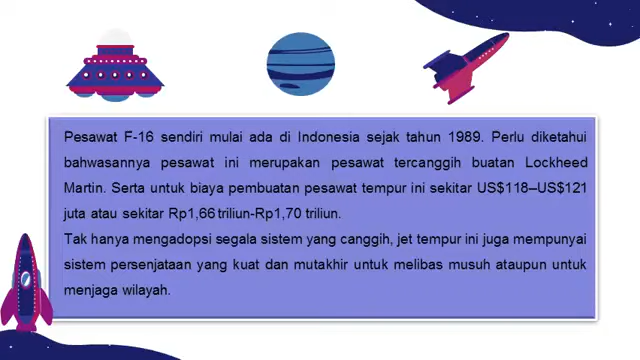 Pesawat F-16 sendiri mulai ada di Indonesia sejak tahun 1989. Perlu diketahui
bahwasannya pesawat ini merupakan pesawat tercanggih buatan Lockheed
Martin. Serta untuk biaya pembuatan pesawat tempur ini sekitar US$118–US$121
juta atau sekitar Rp1,66 triliun-Rp1,70 triliun.
Tak hanya mengadopsi segala sistem yang canggih, jet tempur ini juga mempunyai
sistem persenjataan yang kuat dan mutakhir untuk melibas musuh ataupun untuk
menjaga wilayah.